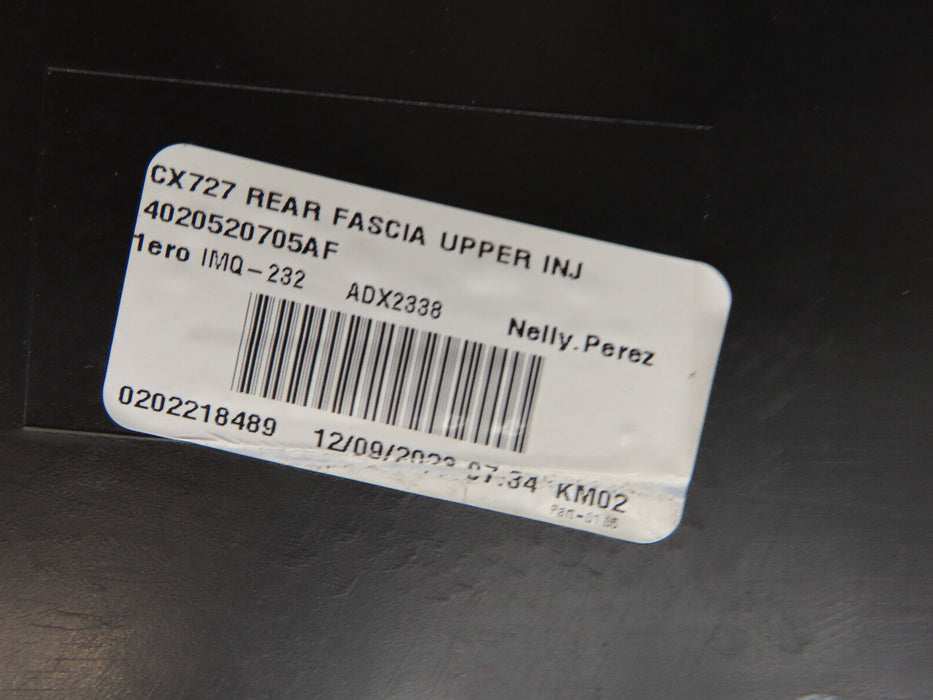 CX727 REAR FASCIA UPPER INJ
4020520705AF
1ero IMQ-232 ADX2338
Nelly.Perez
0202218489 12/09/2023 07:34 KM02